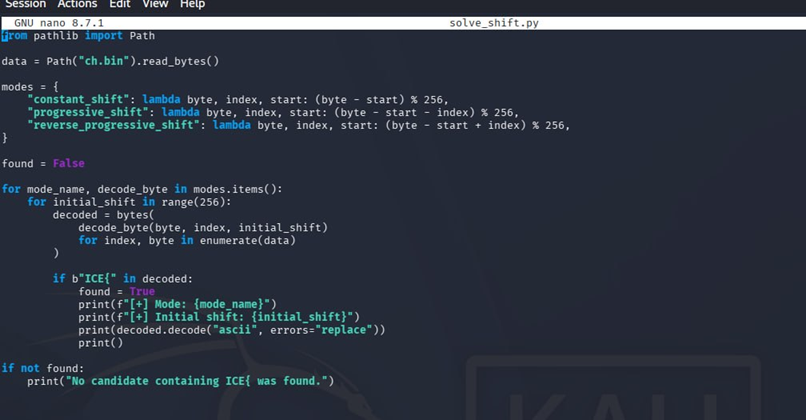 Session Actions Edit View Help
GNU nano 8.7.1 solve_shift.py
from pathlib import Path
data = Path("ch.bin").read_bytes()
modes = {
    "constant_shift": lambda byte, index, start: (byte - start) % 256,
    "progressive_shift": lambda byte, index, start: (byte - start - index) % 256,
    "reverse_progressive_shift": lambda byte, index, start: (byte - start + index) % 256,
}
found = False
for mode_name, decode_byte in modes.items():
    for initial_shift in range(256):
        decoded = bytes(
            decode_byte(byte, index, initial_shift)
            for index, byte in enumerate(data)
        )
        if b"ICE{" in decoded:
            found = True
            print(f"[+] Mode: {mode_name}")
            print(f"[+] Initial shift: {initial_shift}")
            print(decoded.decode("ascii", errors="replace"))
            print()
if not found:
    print("No candidate containing ICE{ was found.")
KALI